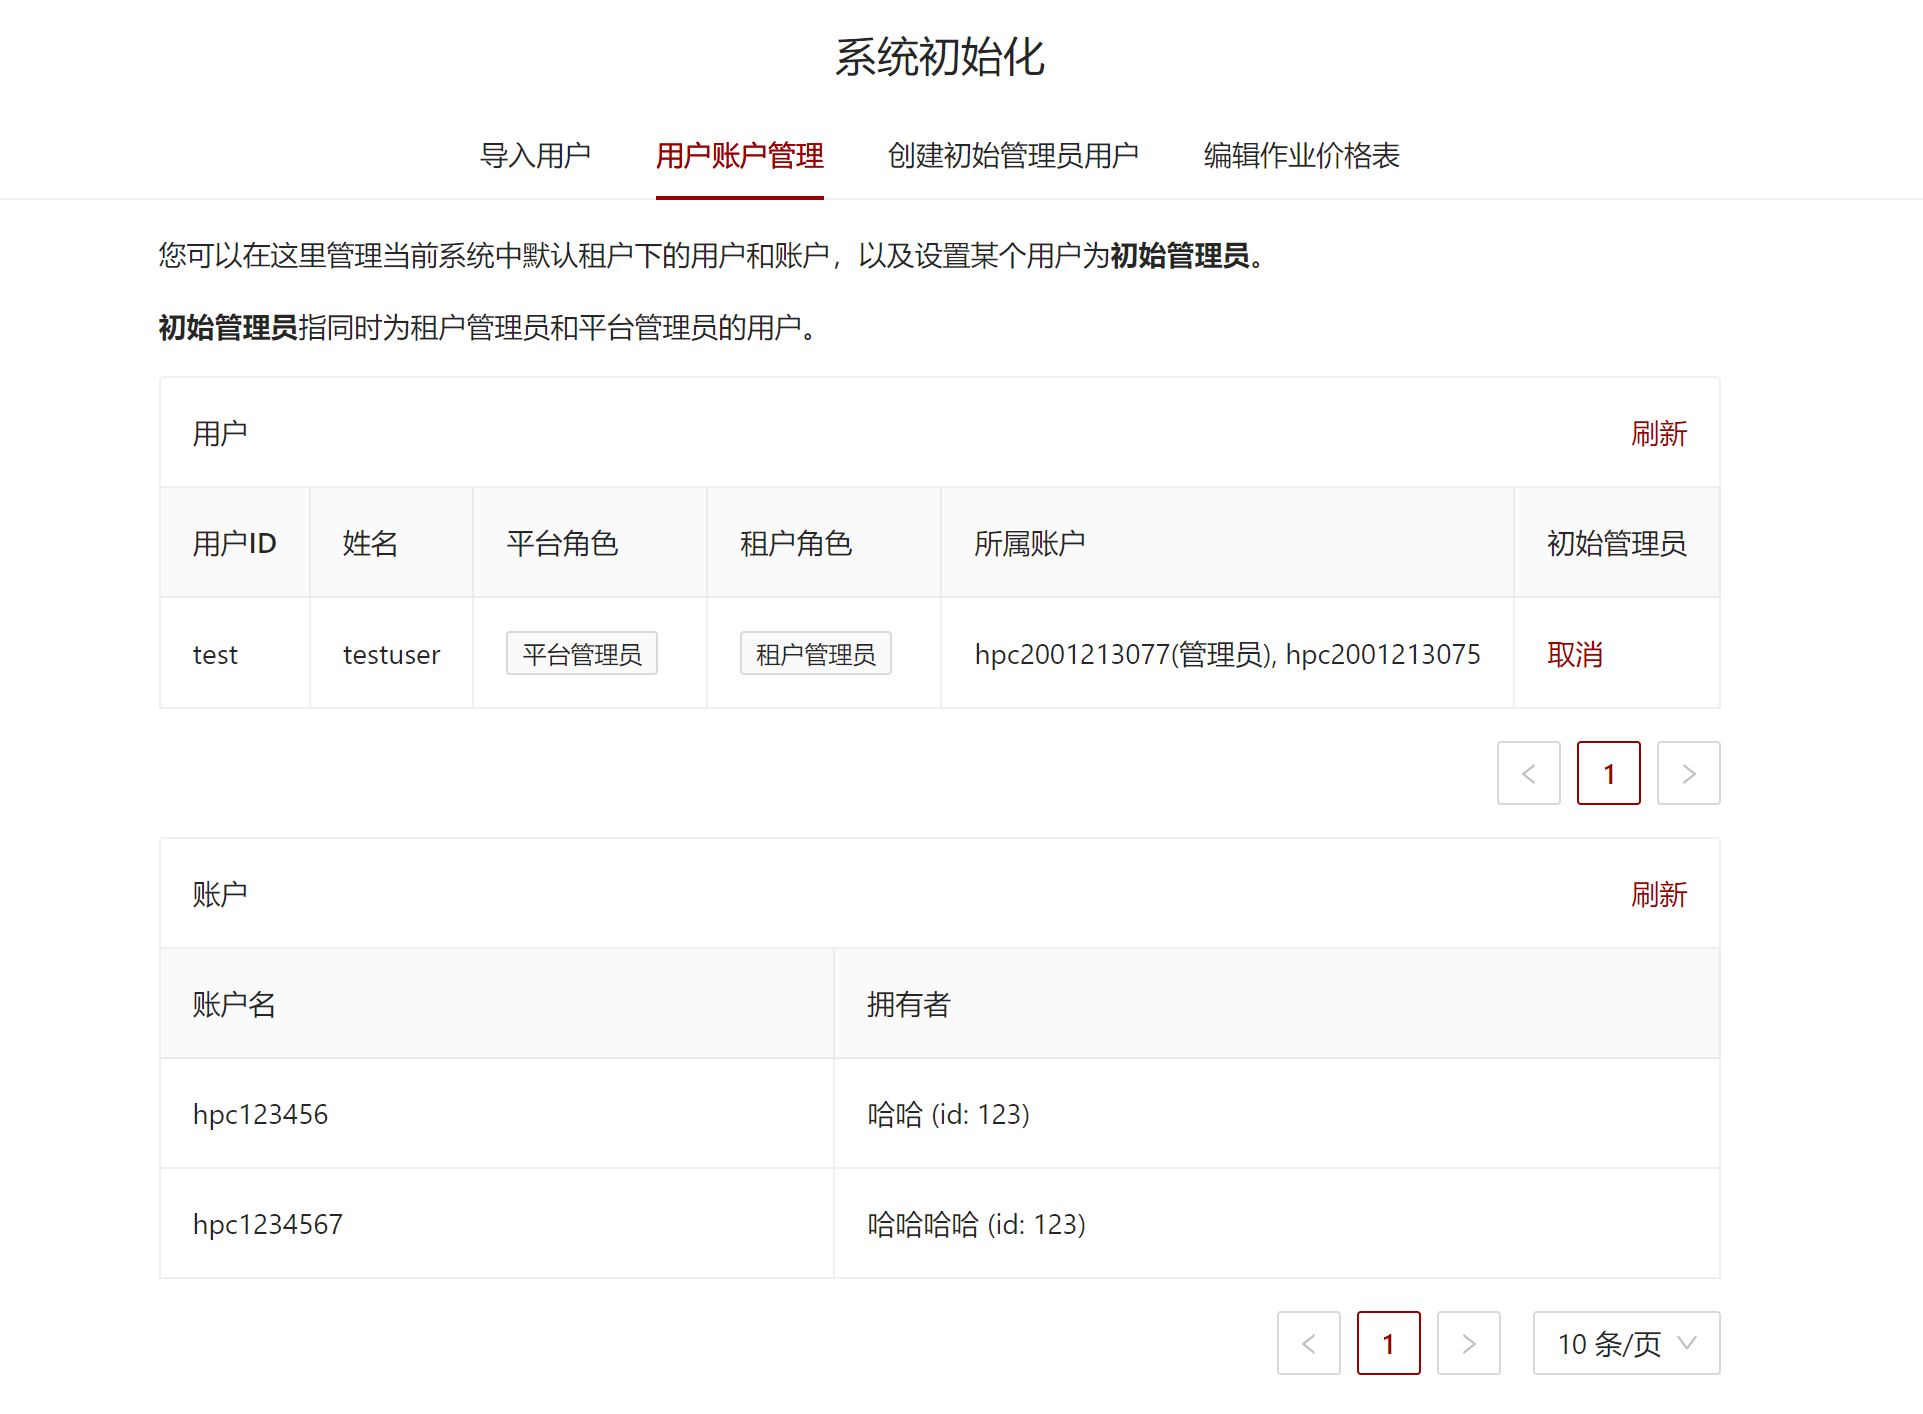 系统初始化
导入用户 用户账户管理 创建初始管理员用户 编辑作业价格表
您可以在这里管理当前系统中默认租户下的用户和账户，以及设置某个用户为初始管理员。
初始管理员指同时为租户管理员和平台管理员的用户。
用户 刷新
用户ID 姓名 平台角色 租户角色 所属账户 初始管理员
test testuser 平台管理员 租户管理员 hpc2001213077(管理员), hpc2001213075 取消
< 1 >
账户 刷新
账户名 拥有者
hpc123456 哈哈 (id: 123)
hpc1234567 哈哈哈哈 (id: 123)
< 1 > 10 条/页